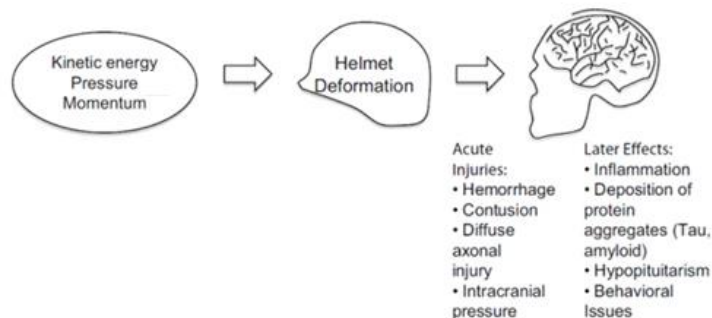 Kinetic energy
Pressure
Momentum
Helmet
Deformation
Acute
Injuries:
• Hemorrhage
• Contusion
• Diffuse
axonal
injury
• Intracranial
pressure
Later Effects:
• Inflammation
• Deposition of
protein
aggregates (Tau,
amyloid)
• Hypopituitarism
• Behavioral
Issues